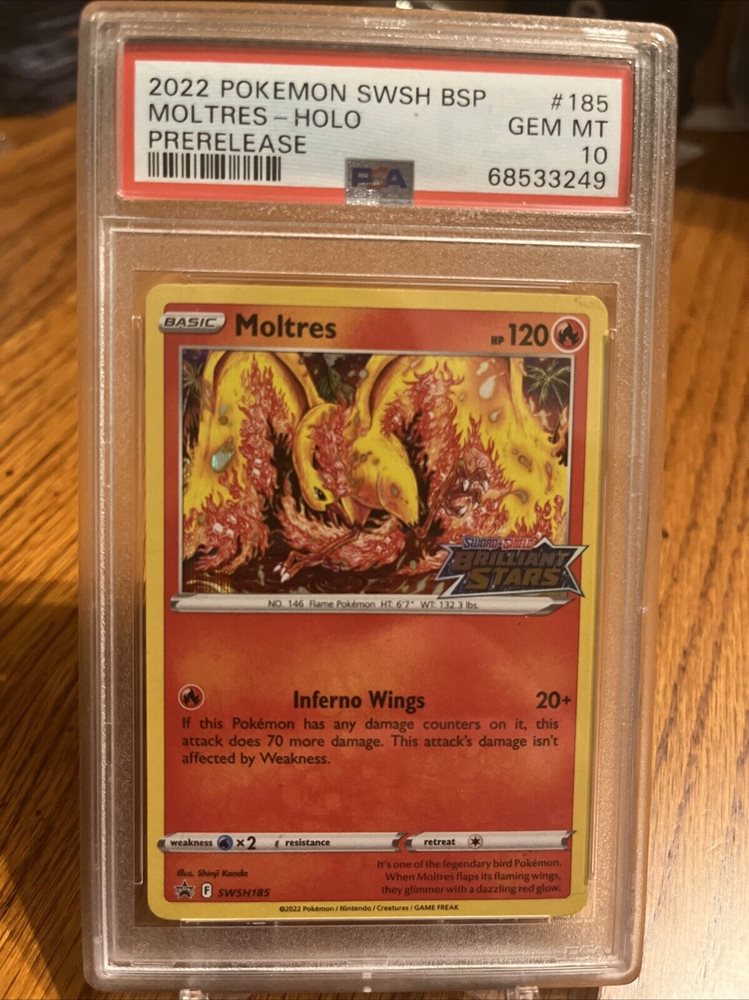 2022 POKEMON SWSH BSP #185
MOLTRES - HOLO GEM MT
PRERELEASE 10
PSA 68533249
BASIC Moltres HP 120
SWORD & SHIELD
BRILLIANT
STARS
NO. 146 Flame Pokémon HT: 6'7" WT: 132.3 lbs.
Inferno Wings 20+
If this Pokémon has any damage counters on it, this
attack does 70 more damage. This attack's damage isn't
affected by Weakness.
weakness ×2 resistance retreat
Illus. Shinji Kanda
It's one of the legendary bird Pokémon.
When Moltres flaps its flaming wings,
they glimmer with a dazzling red glow.
F SWSH185
©2022 Pokémon / Nintendo / Creatures / GAME FREAK